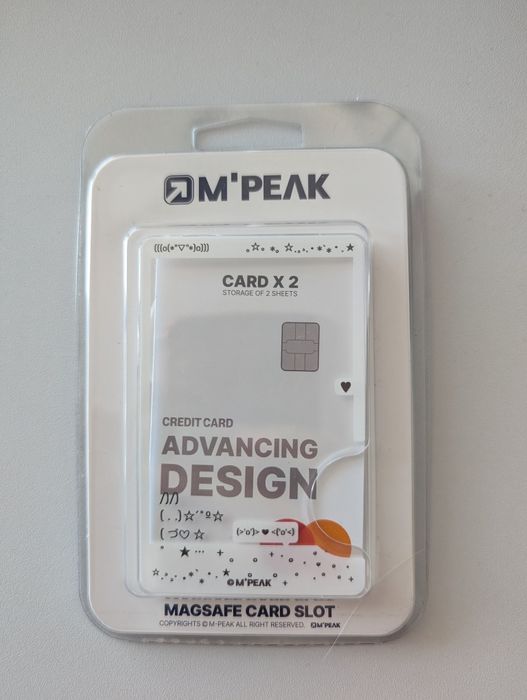 M'PEAK
(((o(*°▽°*)o)))
CARD X 2
STORAGE OF 2 SHEETS
CREDIT CARD
ADVANCING
DESIGN
(>'o')> ♥ <('o'<)
© M'PEAK
MAGSAFE CARD SLOT
COPYRIGHTS © M-PEAK ALL RIGHT RESERVED. M'PEAK